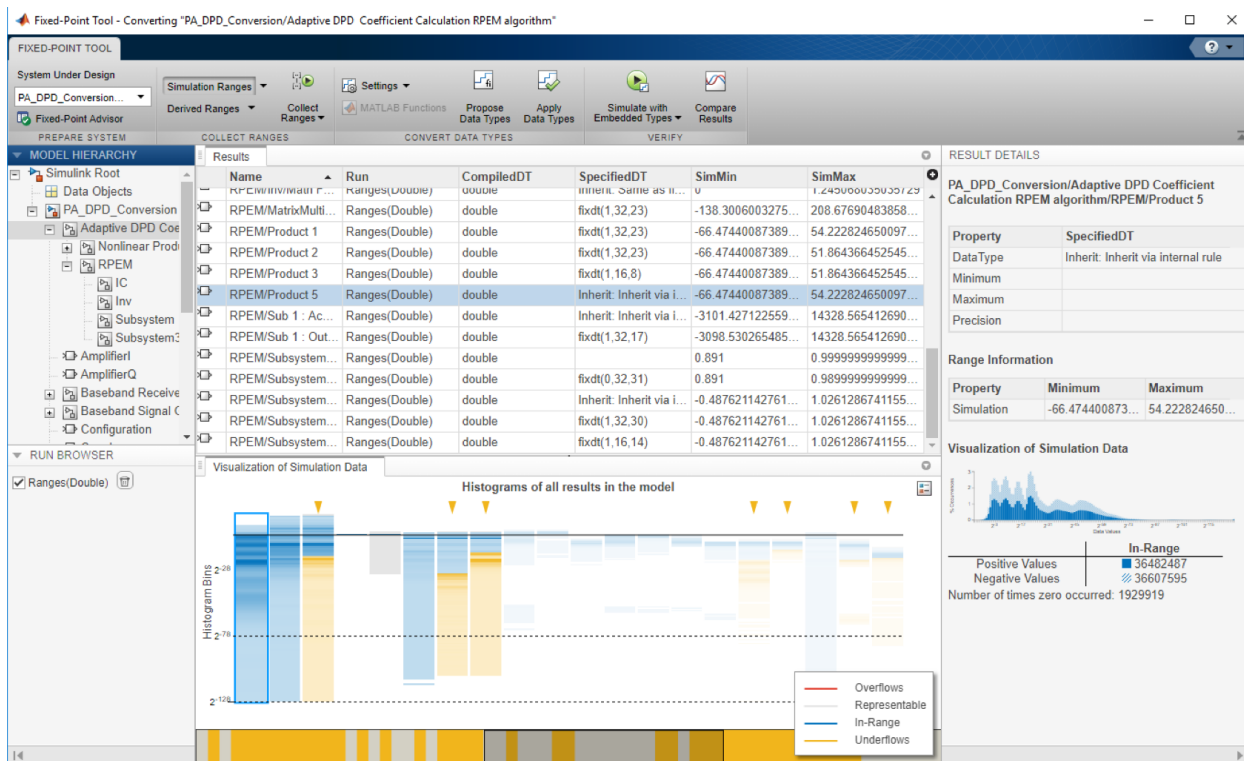 Fixed-Point Tool - Converting "PA_DPD_Conversion/Adaptive DPD Coefficient Calculation RPEM algorithm"
FIXED-POINT TOOL
System Under Design
PA_DPD_Conversion...
Fixed-Point Advisor
PREPARE SYSTEM
Simulation Ranges
Derived Ranges
Collect
Ranges
COLLECT RANGES
Settings
MATLAB Functions
Propose
Data Types
Apply
Data Types
CONVERT DATA TYPES
Simulate with
Embedded Types
Compare
Results
VERIFY
MODEL HIERARCHY
Simulink Root
Data Objects
PA_DPD_Conversion
Adaptive DPD Coe
Nonlinear Prod
RPEM
IC
Inv
Subsystem
Subsystem3
AmplifierI
AmplifierQ
Baseband Receive
Baseband Signal
Configuration
RUN BROWSER
Ranges(Double)
Results
Name Run CompiledDT SpecifiedDT SimMin SimMax
RPEM/Inv/Math F... Ranges(Double) double Inherit: Same as fi... 0 1.245066035035729
RPEM/MatrixMulti... Ranges(Double) double fixdt(1,32,23) -138.3006003275... 208.67690483858...
RPEM/Product 1 Ranges(Double) double fixdt(1,32,23) -66.47440087389... 54.222824650097...
RPEM/Product 2 Ranges(Double) double fixdt(1,32,23) -66.47440087389... 51.864366452545...
RPEM/Product 3 Ranges(Double) double fixdt(1,16,8) -66.47440087389... 51.864366452545...
RPEM/Product 5 Ranges(Double) double Inherit: Inherit via i... -66.47440087389... 54.222824650097...
RPEM/Sub 1 : Ac... Ranges(Double) double Inherit: Inherit via i... -3101.427122559... 14328.565412690...
RPEM/Sub 1 : Out... Ranges(Double) double fixdt(1,32,17) -3098.530265485... 14328.565412690...
RPEM/Subsystem... Ranges(Double) double 0.891 0.9999999999999...
RPEM/Subsystem... Ranges(Double) double fixdt(0,32,31) 0.891 0.9899999999999...
RPEM/Subsystem... Ranges(Double) double Inherit: Inherit via i... -0.487621142761... 1.0261286741155...
RPEM/Subsystem... Ranges(Double) double fixdt(1,32,30) -0.487621142761... 1.0261286741155...
RPEM/Subsystem... Ranges(Double) double fixdt(1,16,14) -0.487621142761... 1.0261286741155...
Visualization of Simulation Data
Histograms of all results in the model
Histogram Bins
2^-28
2^-78
2^-128
Overflows
Representable
In-Range
Underflows
RESULT DETAILS
PA_DPD_Conversion/Adaptive DPD Coefficient
Calculation RPEM algorithm/RPEM/Product 5
Property SpecifiedDT
DataType Inherit: Inherit via internal rule
Minimum
Maximum
Precision
Range Information
Property Minimum Maximum
Simulation -66.474400873... 54.222824650...
Visualization of Simulation Data
% Occurrences
Data Values
In-Range
Positive Values 36482487
Negative Values 36607595
Number of times zero occurred: 1929919